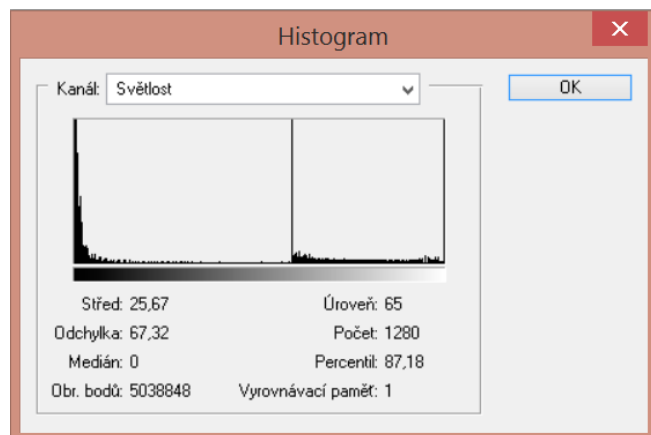 Histogram
Kanál: Světlost
OK
Střed: 25,67 Úroveň: 65
Odchylka: 67,32 Počet: 1280
Medián: 0 Percentil: 87,18
Obr. bodů: 5038848 Vyrovnávací paměť: 1